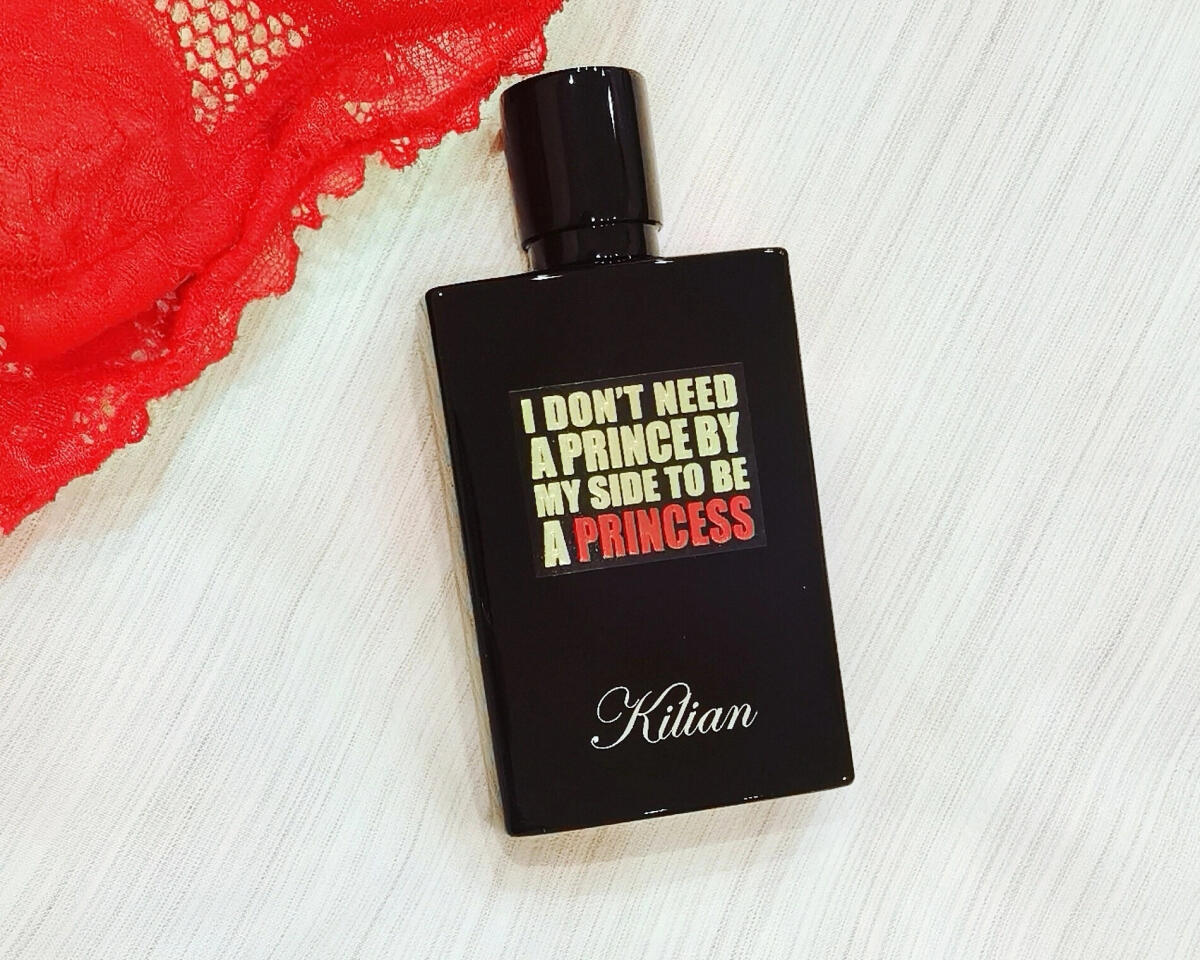 I DON'T NEED
A PRINCE BY
MY SIDE TO BE
A PRINCESS
Kilian